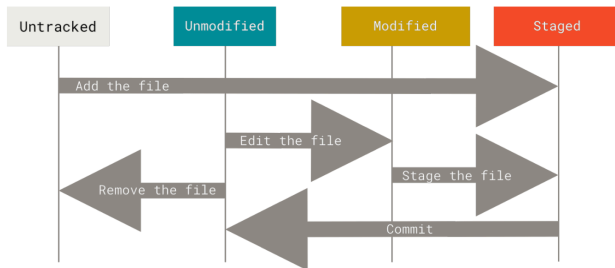 Untracked
Unmodified
Modified
Staged
Add the file
Edit the file
Stage the file
Remove the file
Commit